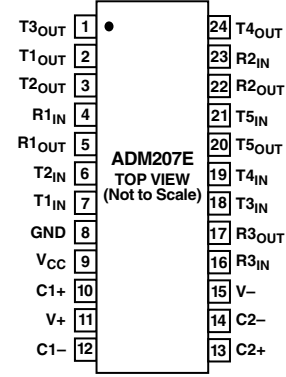 T3OUT 1 24 T4OUT
T1OUT 2 23 R2IN
T2OUT 3 22 R2OUT
R1IN 4 21 T5IN
R1OUT 5 20 T5OUT
ADM207E
T2IN 6 19 T4IN
TOP VIEW
(Not to Scale)
T1IN 7 18 T3IN
GND 8 17 R3OUT
VCC 9 16 R3IN
C1+ 10 15 V–
V+ 11 14 C2–
C1– 12 13 C2+